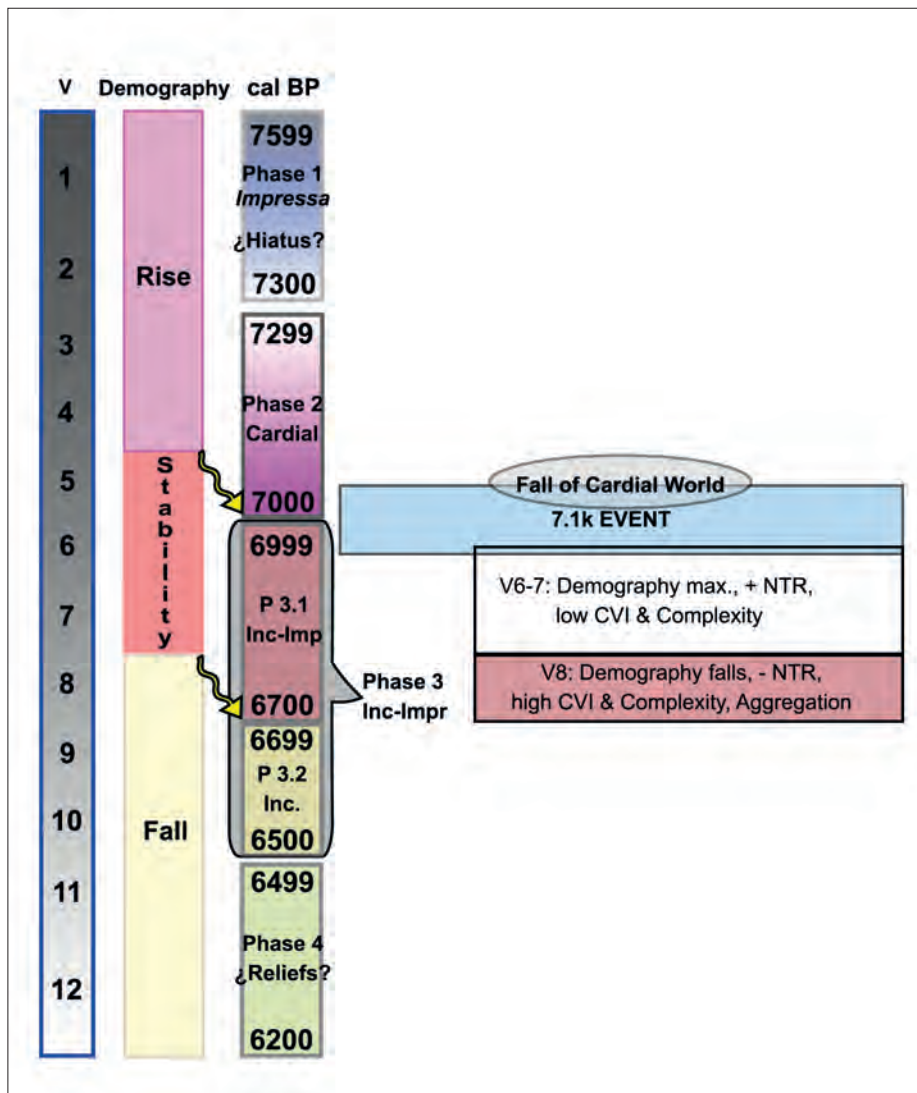 V Demography cal BP
1
2
3
4
5
6
7
8
9
10
11
12
Rise
Stability
Fall
7599
Phase 1
Impressa
¿Hiatus?
7300
7299
Phase 2
Cardial
7000
6999
P 3.1
Inc-Imp
6700
6699
P 3.2
Inc.
6500
6499
Phase 4
¿Reliefs?
6200
Phase 3
Inc-Impr
Fall of Cardial World
7.1k EVENT
V6-7: Demography max., + NTR,
low CVI & Complexity
V8: Demography falls, - NTR,
high CVI & Complexity, Aggregation